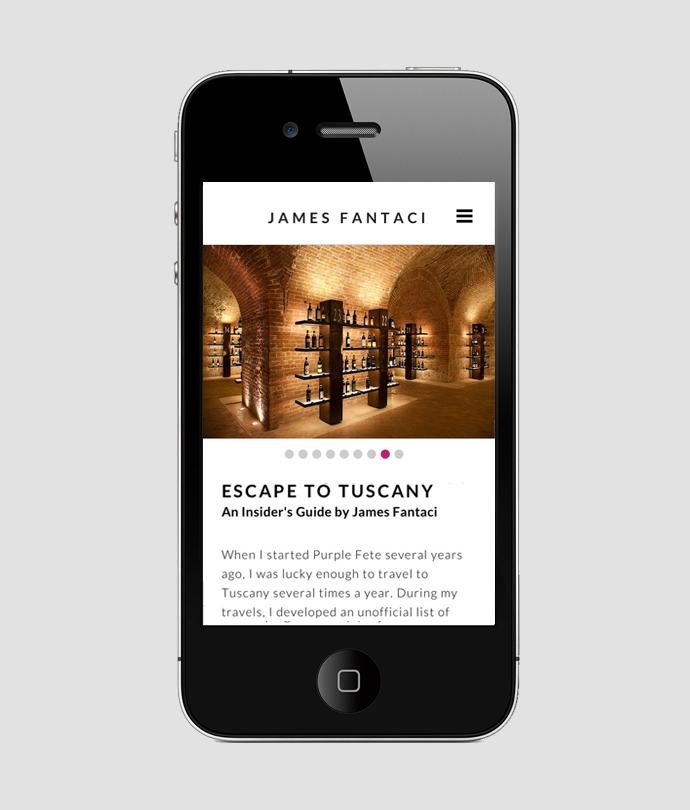 JAMES FANTACI
ESCAPE TO TUSCANY
An Insider's Guide by James Fantaci
When I started Purple Fete several years
ago, I was lucky enough to travel to
Tuscany several times a year. During my
travels, I developed an unofficial list of